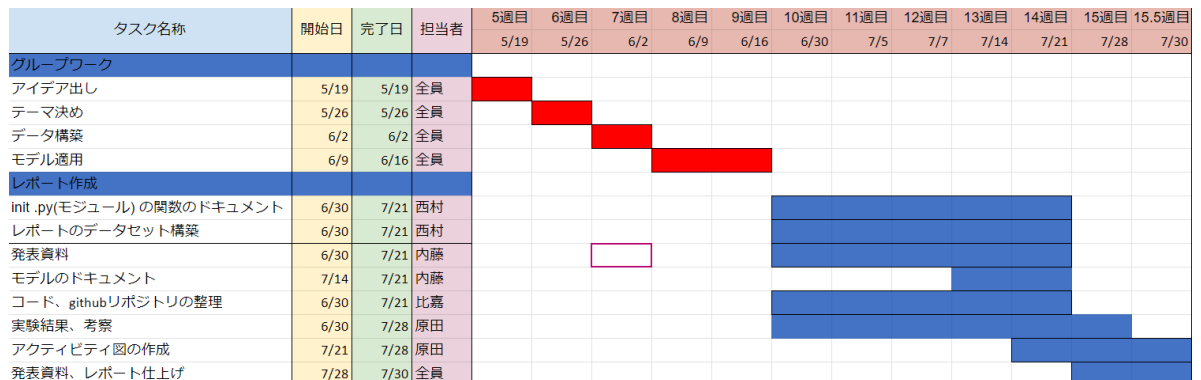 タスク名称 開始日 完了日 担当者 5週目 6週目 7週目 8週目 9週目 10週目 11週目 12週目 13週目 14週目 15週目 15.5週目
5/19 5/26 6/2 6/9 6/16 6/30 7/5 7/7 7/14 7/21 7/28 7/30
グループワーク
アイデア出し 5/19 5/19 全員
テーマ決め 5/26 5/26 全員
データ構築 6/2 6/2 全員
モデル適用 6/9 6/16 全員
レポート作成
init .py(モジュール) の関数のドキュメント 6/30 7/21 西村
レポートのデータセット構築 6/30 7/21 西村
発表資料 6/30 7/21 内藤
モデルのドキュメント 7/14 7/21 内藤
コード、githubリポジトリの整理 6/30 7/21 比嘉
実験結果、考察 6/30 7/28 原田
アクティビティ図の作成 7/21 7/28 原田
発表資料、レポート仕上げ 7/28 7/30 全員